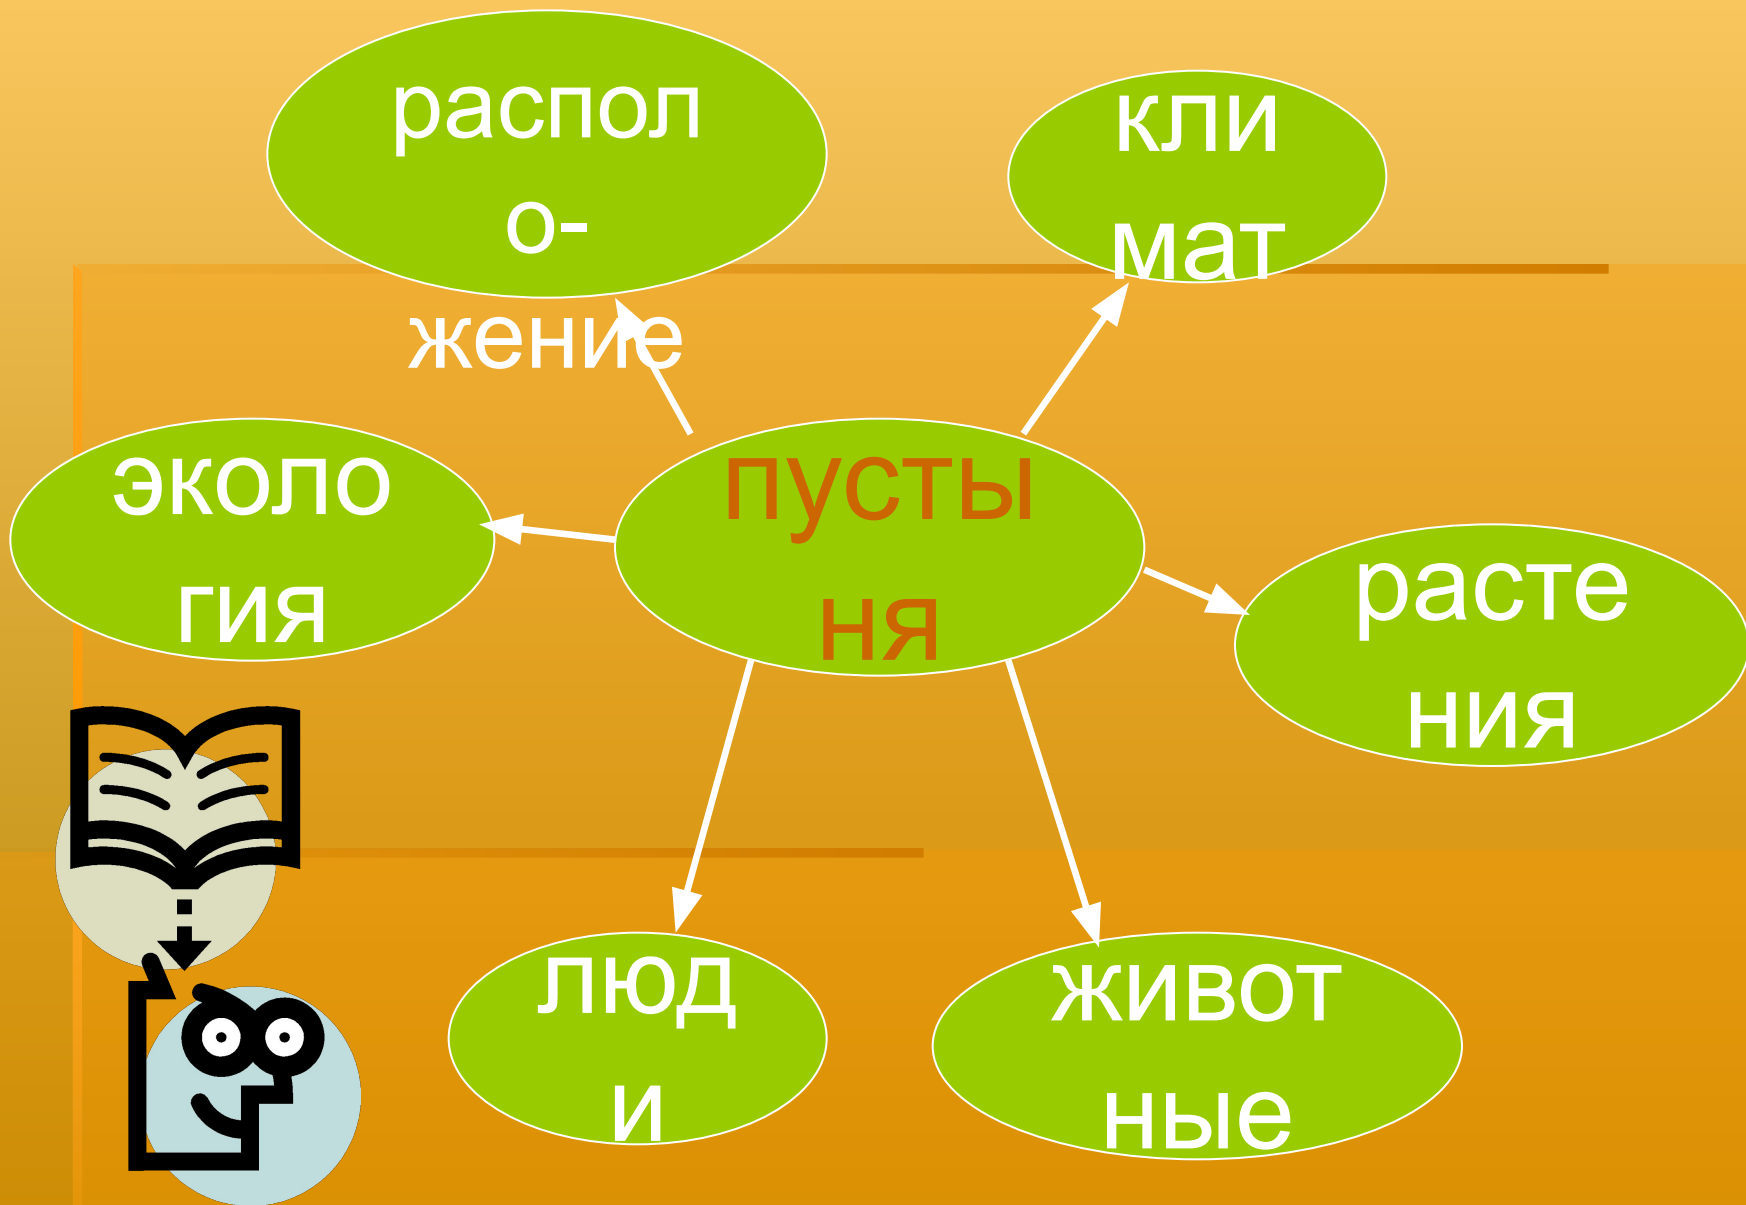 распол
о-
жение
кли
мат
эколо
гия
пусты
ня
расте
ния
люд
и
живот
ные